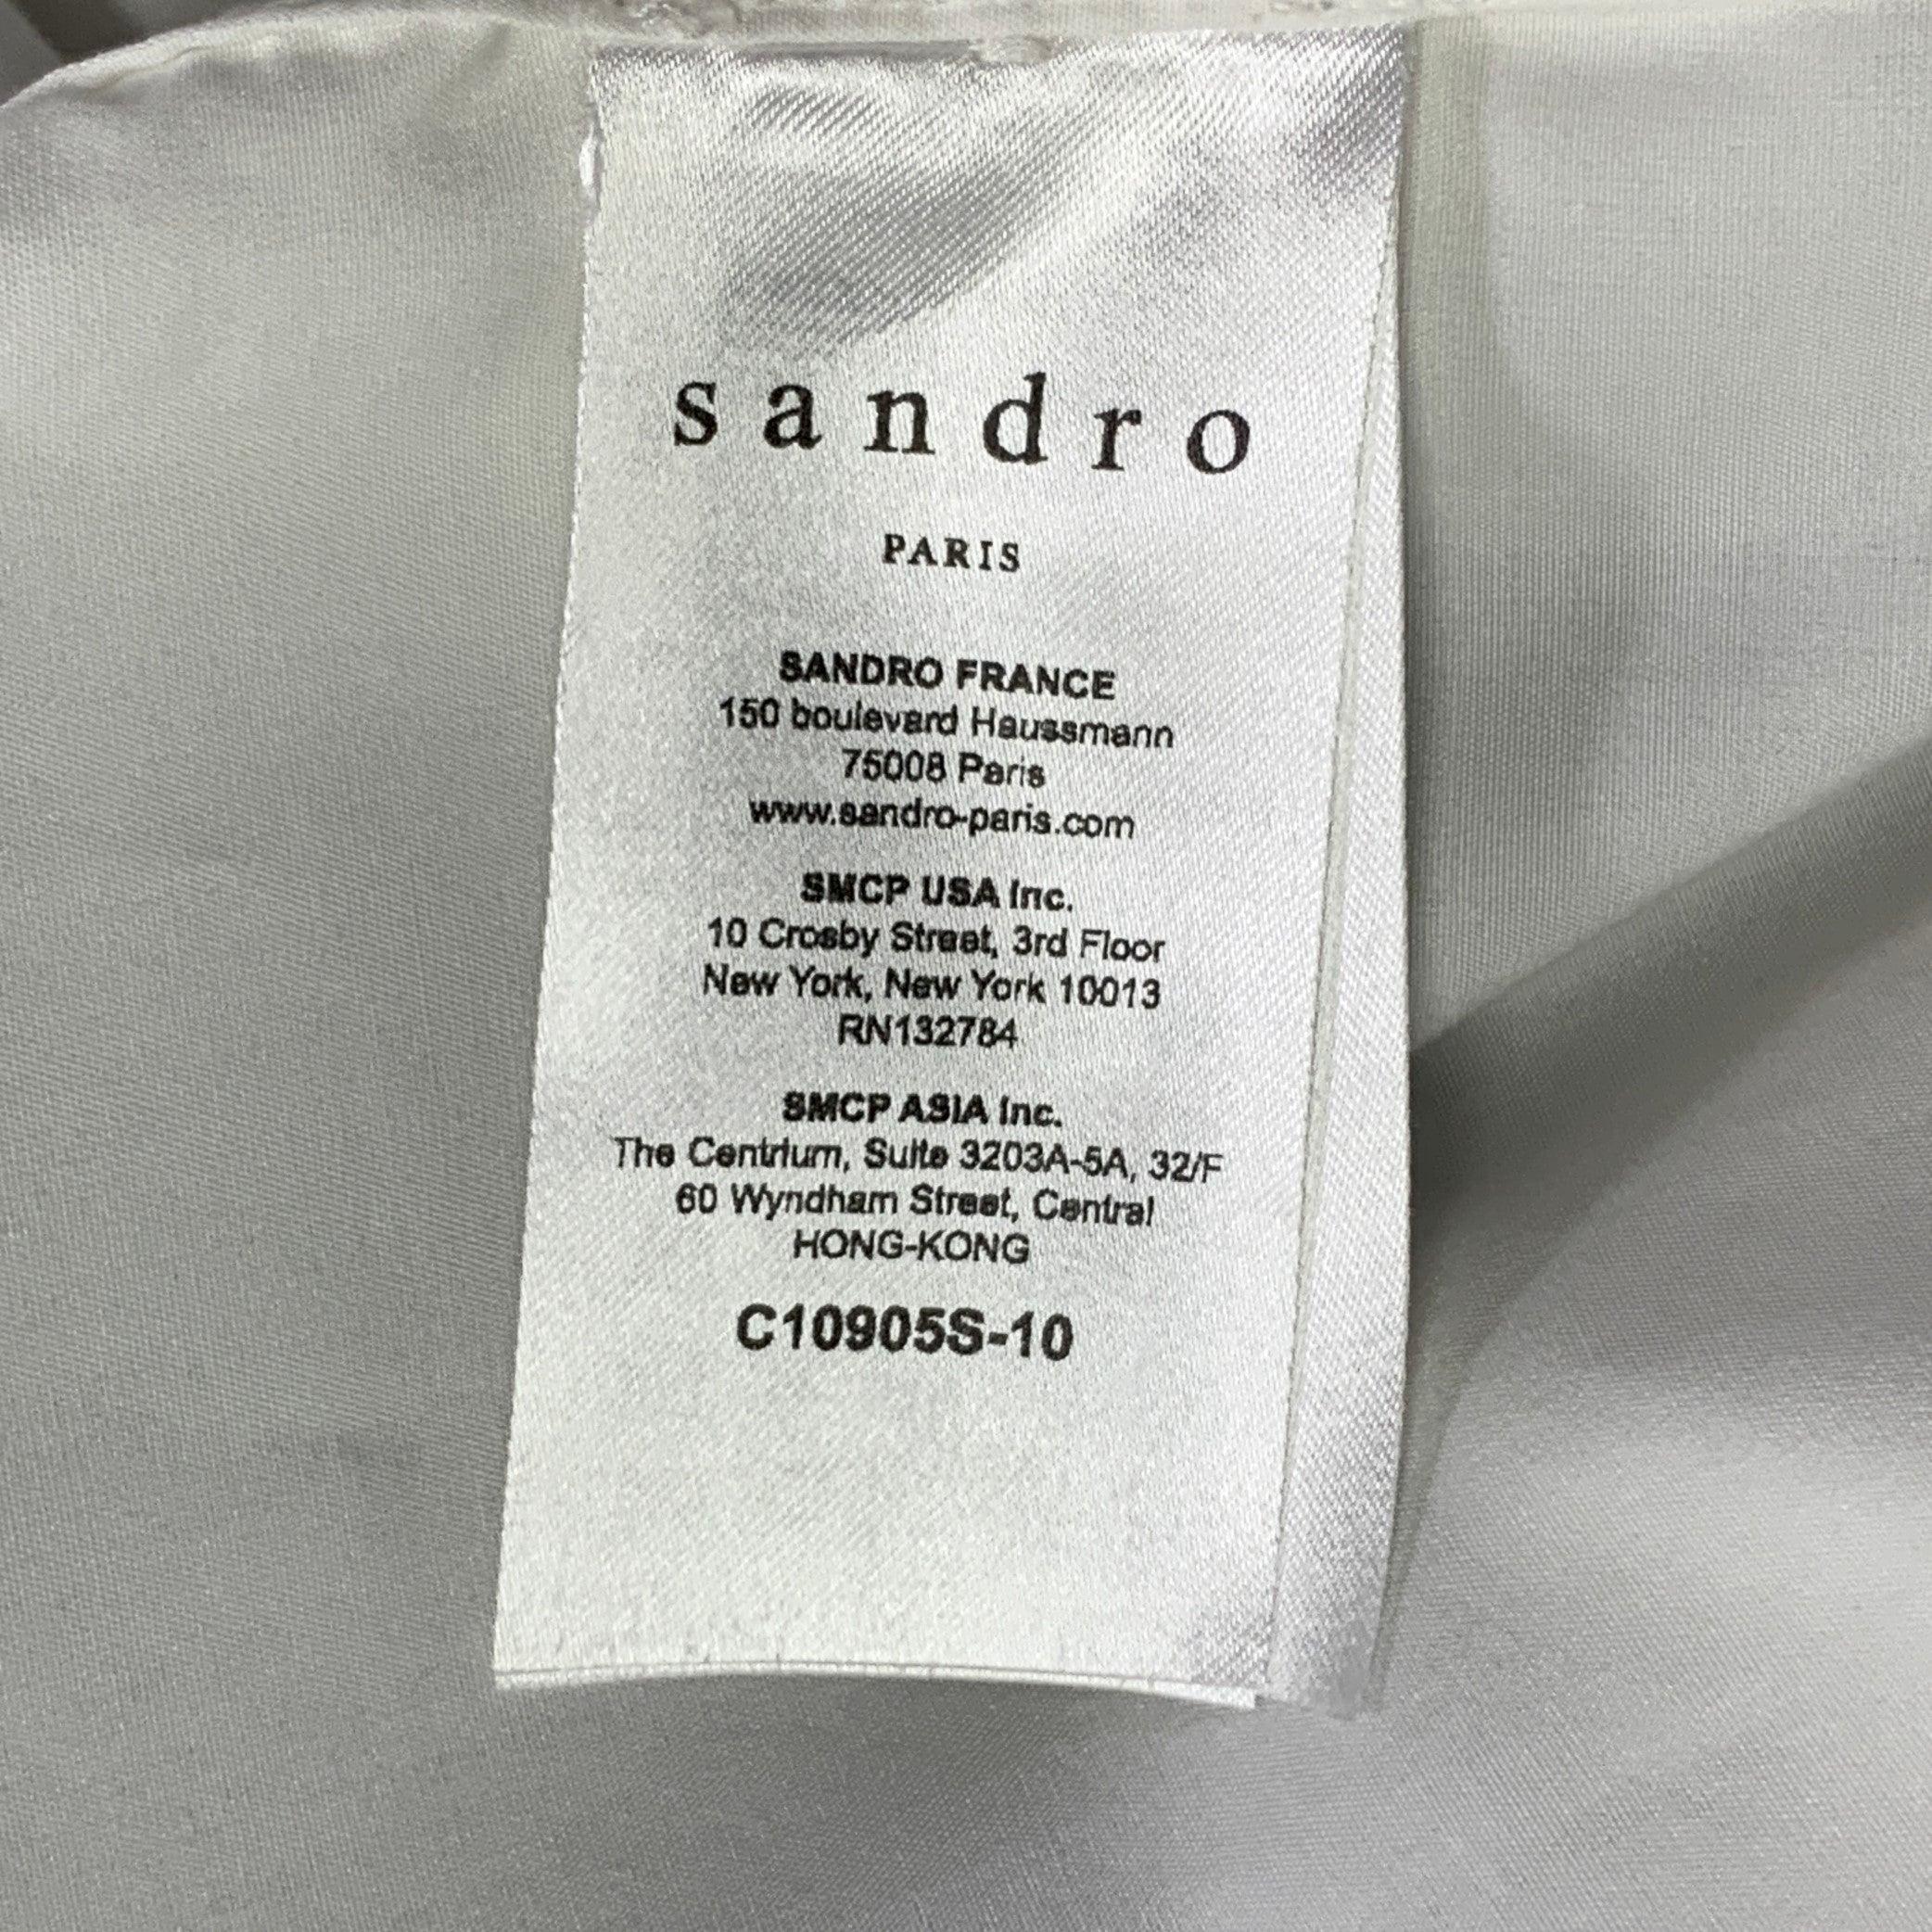 sandro
PARIS
SANDRO FRANCE
150 boulevard Haussmann
75008 Paris
www.sandro-paris.com
SMCP USA Inc.
10 Crosby Street, 3rd Floor
New York, New York 10013
RN132784
SMCP ASIA Inc.
The Centrium, Suite 3203A-5A, 32/F
60 Wyndham Street, Central
HONG-KONG
C10905S-10